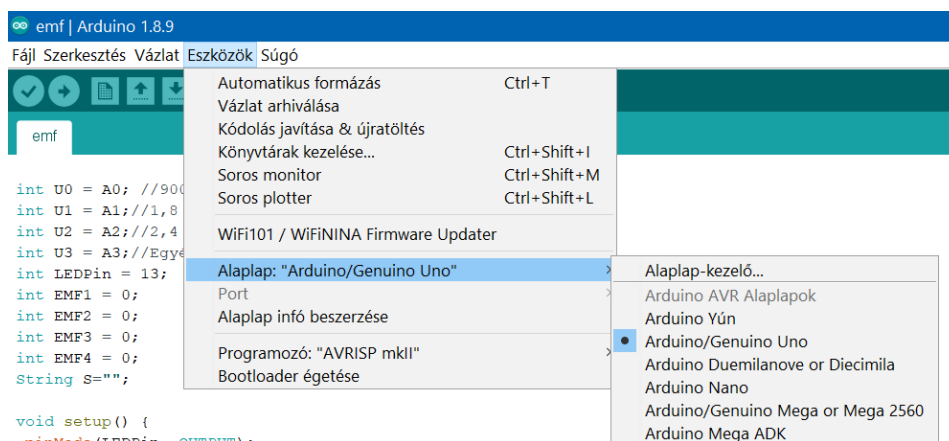 emf | Arduino 1.8.9
Fájl Szerkesztés Vázlat Eszközök Súgó
Automatikus formázás Ctrl+T
Vázlat arhiválása
Kódolás javítása & újratöltés
Könyvtárak kezelése... Ctrl+Shift+I
Soros monitor Ctrl+Shift+M
Soros plotter Ctrl+Shift+L
WiFi101 / WiFiNINA Firmware Updater
Alaplap: "Arduino/Genuino Uno"
Port
Alaplap infó beszerzése
Programozó: "AVRISP mkII"
Bootloader égetése
Alaplap-kezelő...
Arduino AVR Alaplapok
Arduino Yún
Arduino/Genuino Uno
Arduino Duemilanove or Diecimila
Arduino Nano
Arduino/Genuino Mega or Mega 2560
Arduino Mega ADK
emf
int U0 = A0; //900
int U1 = A1;//1,8
int U2 = A2;//2,4
int U3 = A3;//Egyé
int LEDPin = 13;
int EMF1 = 0;
int EMF2 = 0;
int EMF3 = 0;
int EMF4 = 0;
String S="";
void setup() {
pinMode(LEDPin, OUTPUT);